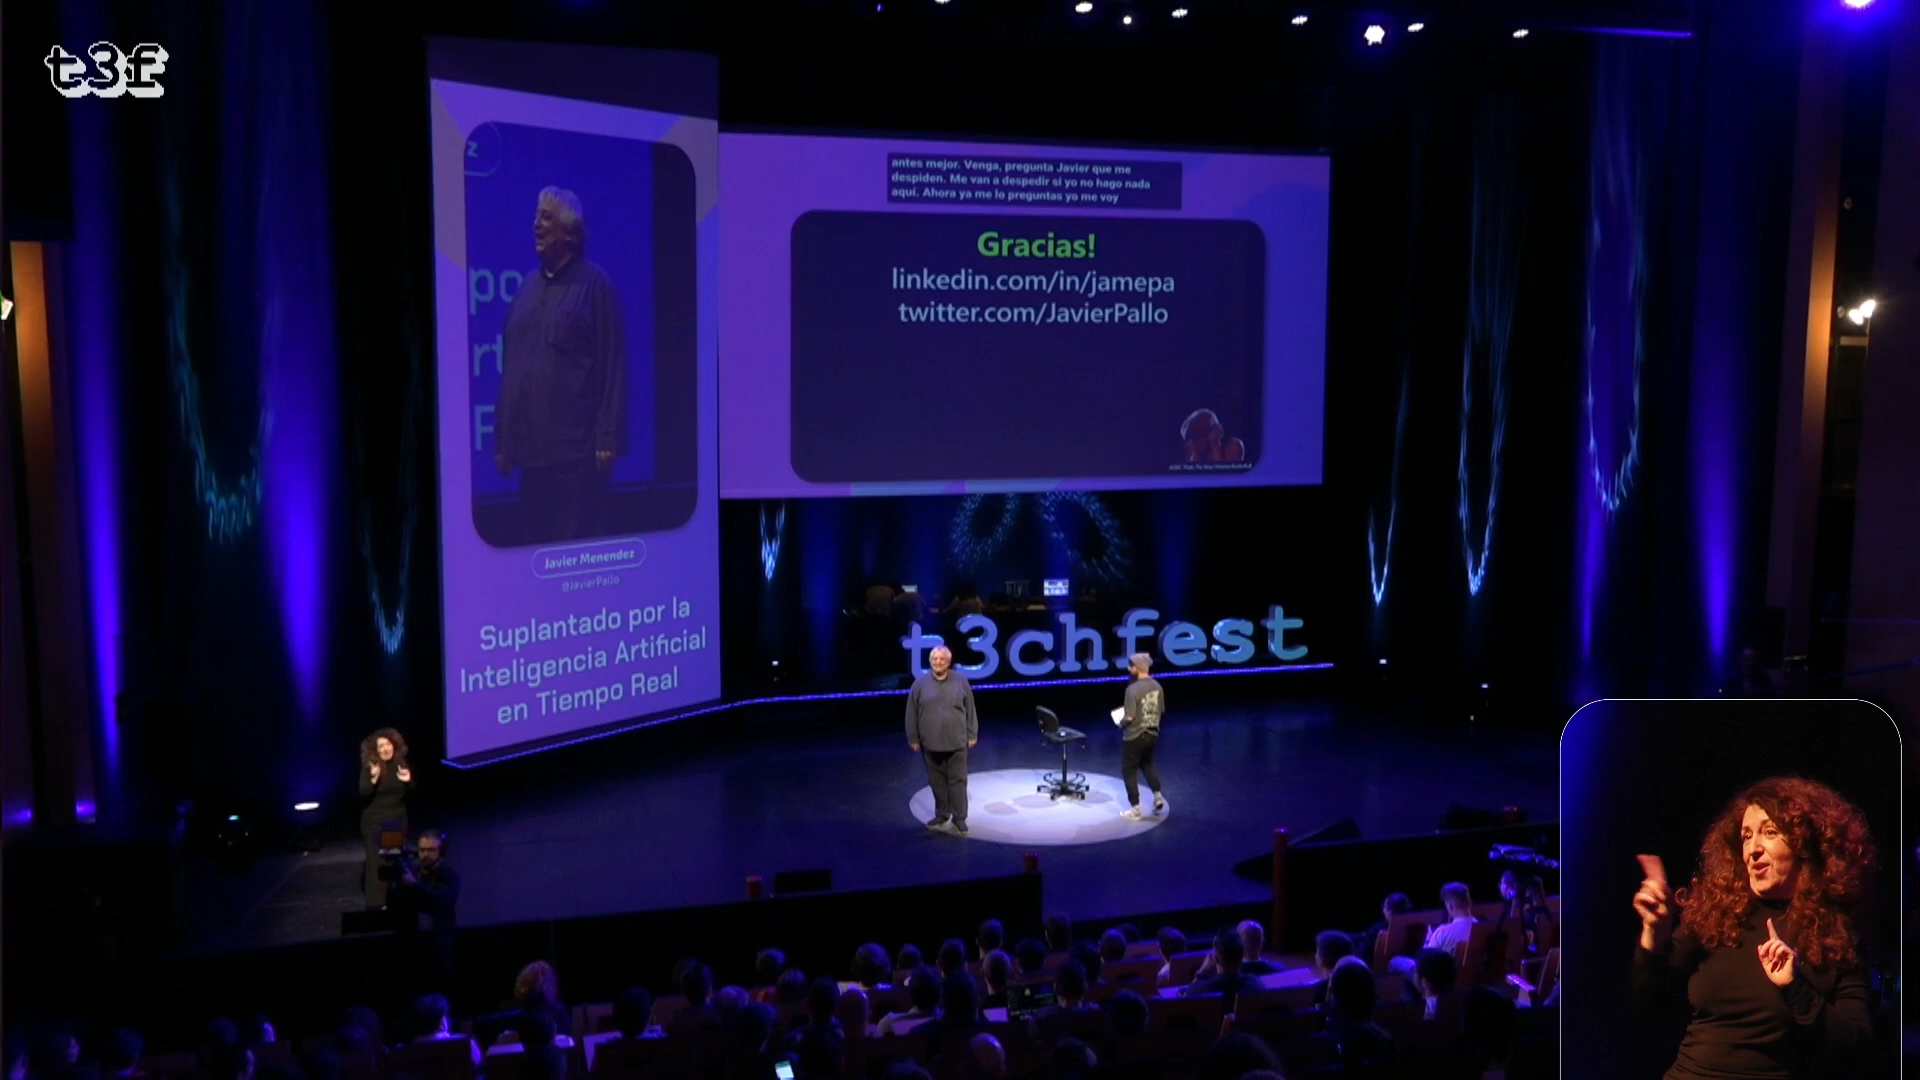 t3f
antes mejor. Venga, pregunta Javier que me
despiden. Me van a despedir si yo no hago nada
aquí. Ahora ya me lo preguntas yo me voy
Gracias!
linkedin.com/in/jamepa
twitter.com/JavierPallo
z
po
rt
F
Javier Menendez
@JavierPallo
Suplantado por la
Inteligencia Artificial
en Tiempo Real
t3chfest